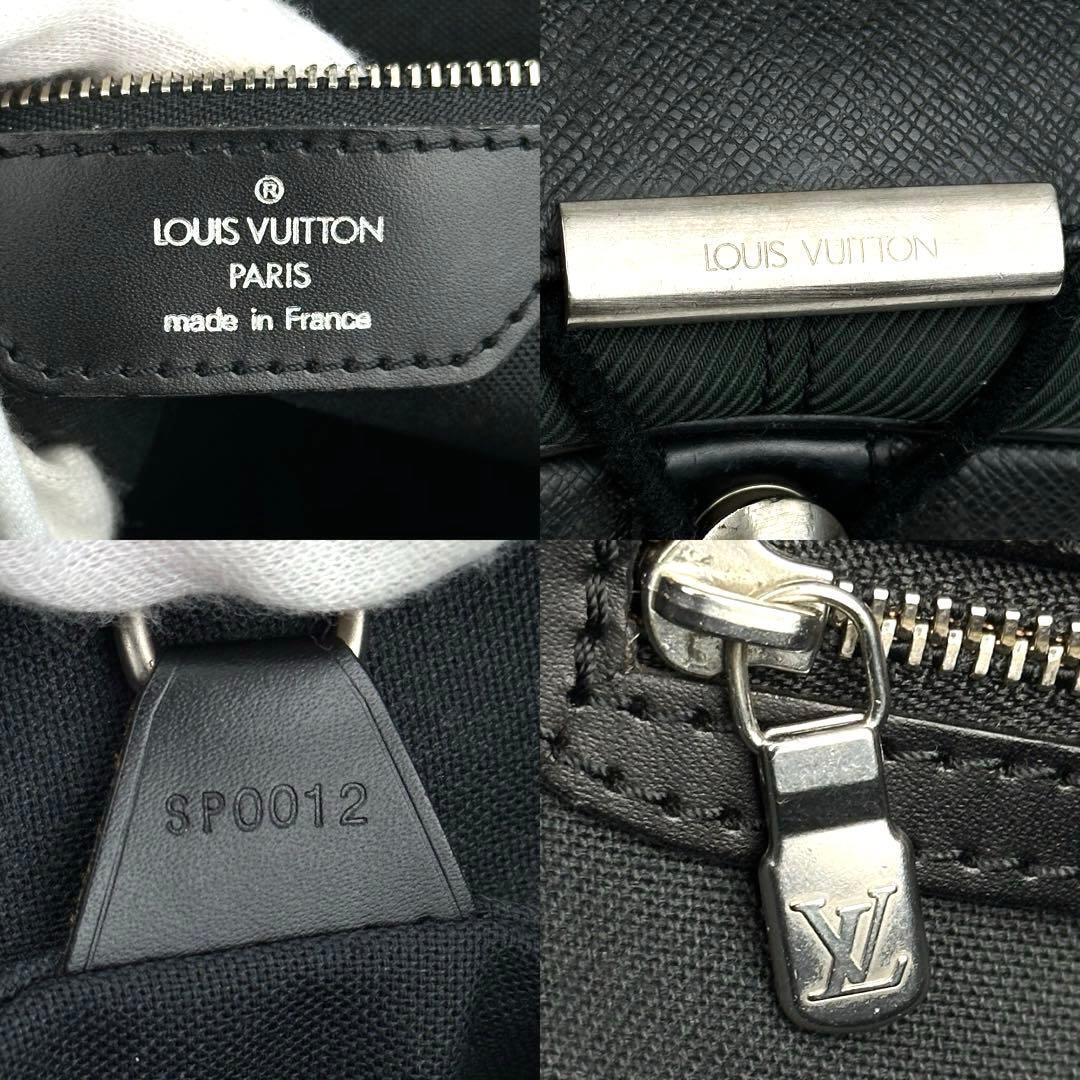 ®
LOUIS VUITTON
PARIS
made in France
LOUIS VUITTON
SP0012
LV